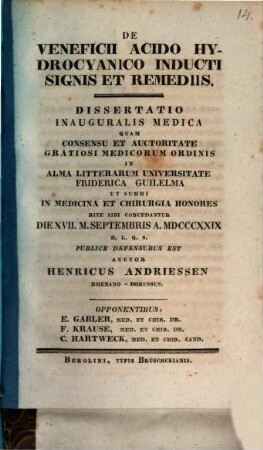 14.
DE
VENEFICII ACIDO HY-
DROCYANICO INDUCTI
SIGNIS ET REMEDIIS.
DISSERTATIO
INAUGURALIS MEDICA
QUAM
CONSENSU ET AUCTORITATE
GRATIOSI MEDICORUM ORDINIS
IN
ALMA LITTERARUM UNIVERSITATE
FRIDERICA GUILELMA
UT SUMMI
IN MEDICINA ET CHIRURGIA HONORES
RITE SIBI CONCEDANTUR
DIE XVII. M. SEPTEMBRIS A. MDCCCXXIX
H. L. Q. S.
PUBLICE DEFENSURUS EST
AUCTOR
HENRICUS ANDRIESSEN
RHENANO-BORUSSUS.
OPPONENTIBUS:
E. GABLER, MED. ET CHIR. DR.
F. KRAUSE, MED. ET CHIR. DR.
C. HARTWECK, MED. ET CHIR. CAND.
BEROLINI, TYPIS BRÜSCHCKIANIS.